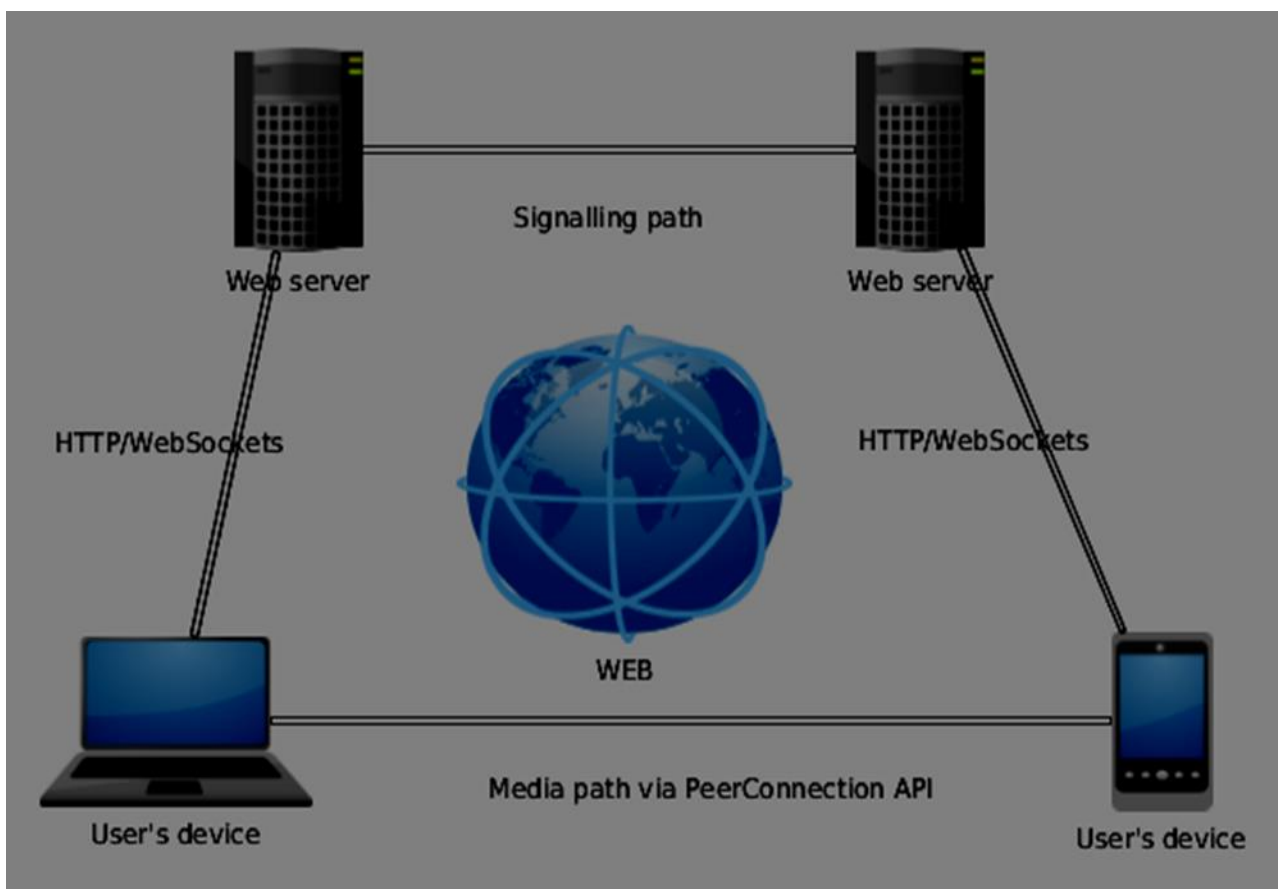 Signalling path
Web server
Web server
HTTP/WebSockets
HTTP/WebSockets
WEB
Media path via PeerConnection API
User's device
User's device